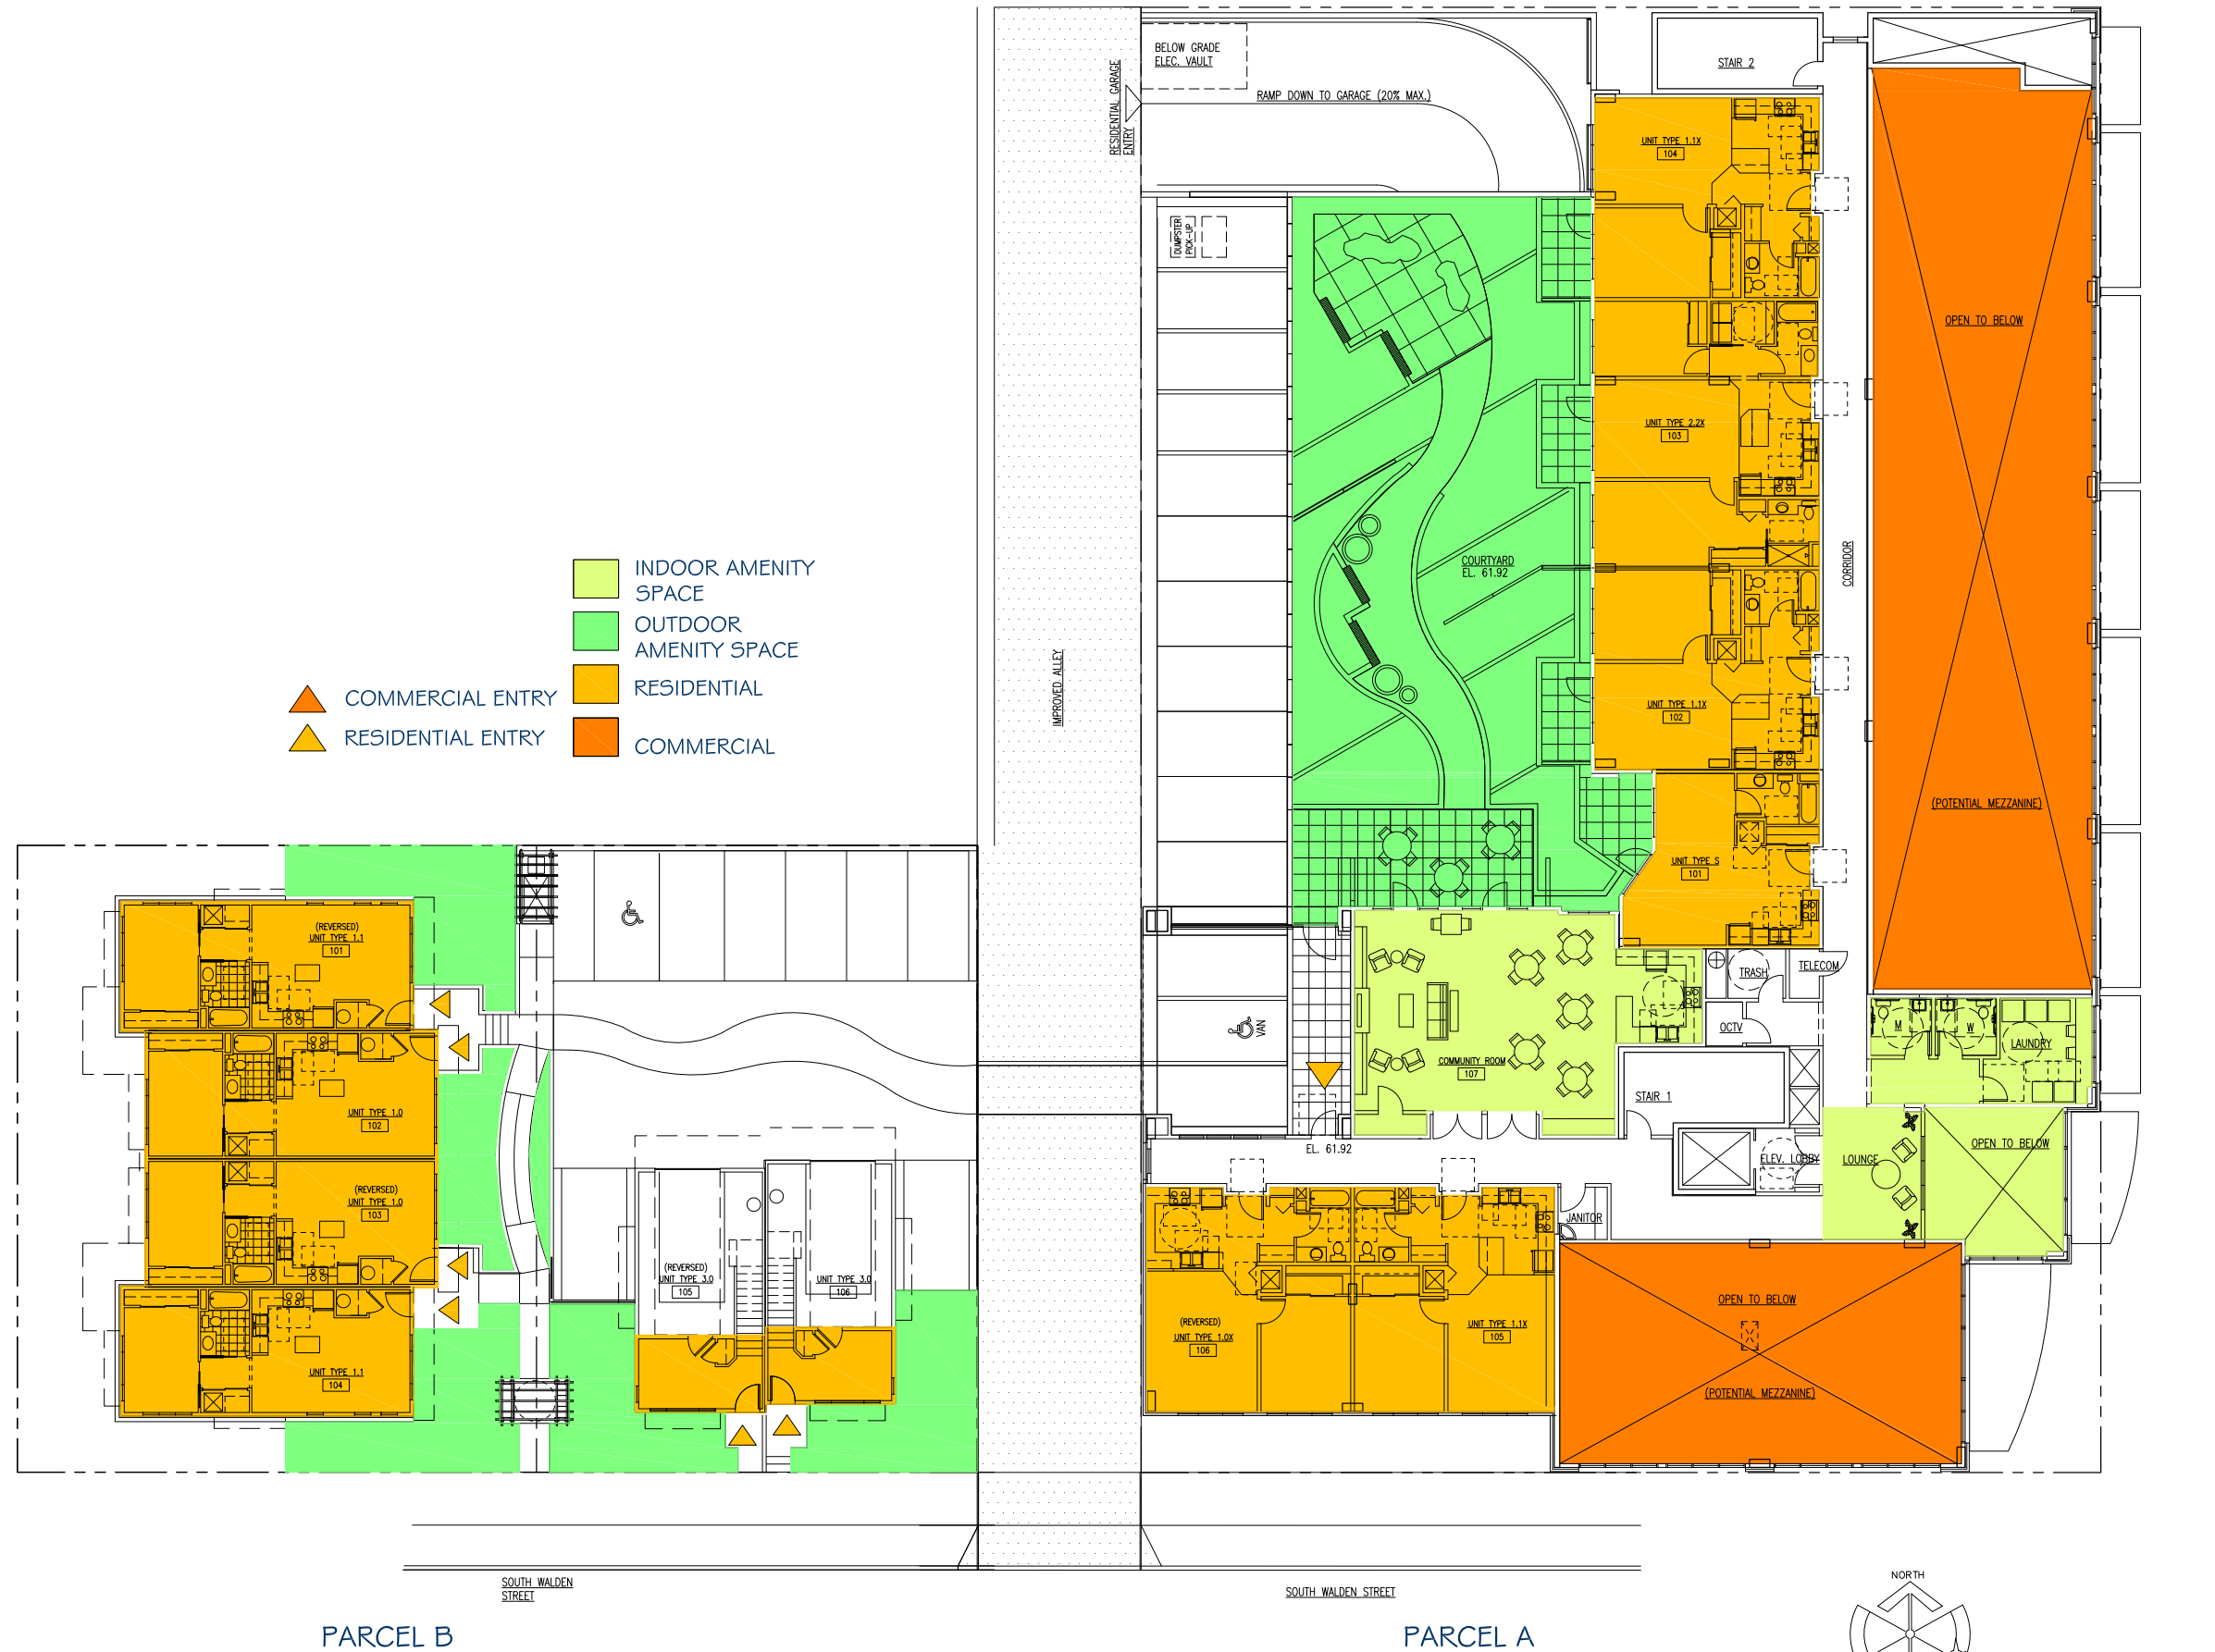 BELOW GRADE
ELEC. VAULT
RESIDENTIAL GARAGE
ENTRY
RAMP DOWN TO GARAGE (20% MAX.)
STAIR 2
UNIT TYPE 1.1X
104
DUMPSTER
PICK-UP
OPEN TO BELOW
UNIT TYPE 2.2X
103
COURTYARD
EL. 61.92
CORRIDOR
IMPROVED ALLEY
UNIT TYPE 1.1X
102
(POTENTIAL MEZZANINE)
UNIT TYPE S
101
INDOOR AMENITY
SPACE
OUTDOOR
AMENITY SPACE
RESIDENTIAL
COMMERCIAL
COMMERCIAL ENTRY
RESIDENTIAL ENTRY
TRASH
TELECOM
OCTV
VAN
COMMUNITY ROOM
107
M
W
LAUNDRY
STAIR 1
EL. 61.92
ELEV. LOBBY
LOUNGE
OPEN TO BELOW
JANITOR
(REVERSED)
UNIT TYPE 1.0X
106
UNIT TYPE 1.1X
105
OPEN TO BELOW
(POTENTIAL MEZZANINE)
(REVERSED)
UNIT TYPE 1.1
101
UNIT TYPE 1.0
102
(REVERSED)
UNIT TYPE 1.0
103
UNIT TYPE 1.1
104
(REVERSED)
UNIT TYPE 3.0
105
UNIT TYPE 3.0
106
SOUTH WALDEN
STREET
SOUTH WALDEN STREET
NORTH
PARCEL B
PARCEL A